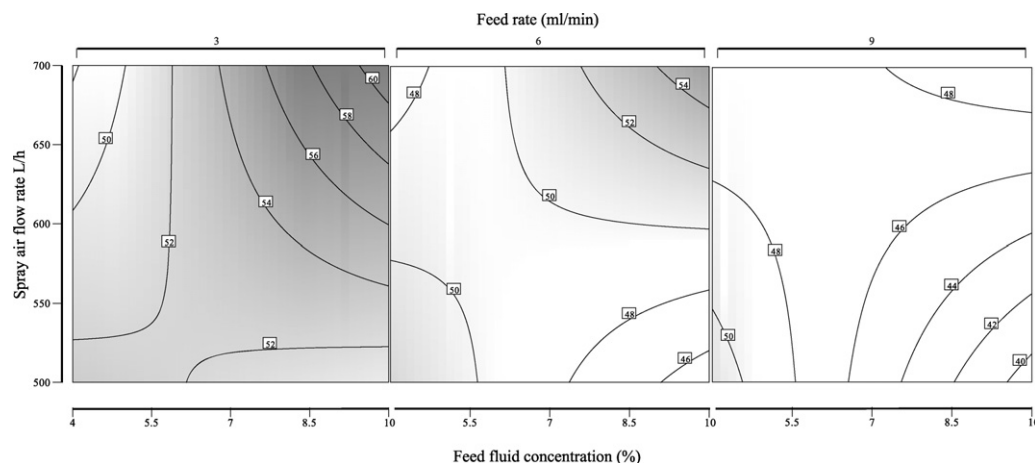 Feed rate (ml/min)
3 6 9
700
650
600
550
500
Spray air flow rate L/h
50 52 52 54 56 58 60
48 50 50 52 54 48 46
48 48 50 46 44 42 40
4 5.5 7 8.5 10 5.5 7 8.5 10 5.5 7 8.5 10
Feed fluid concentration (%)